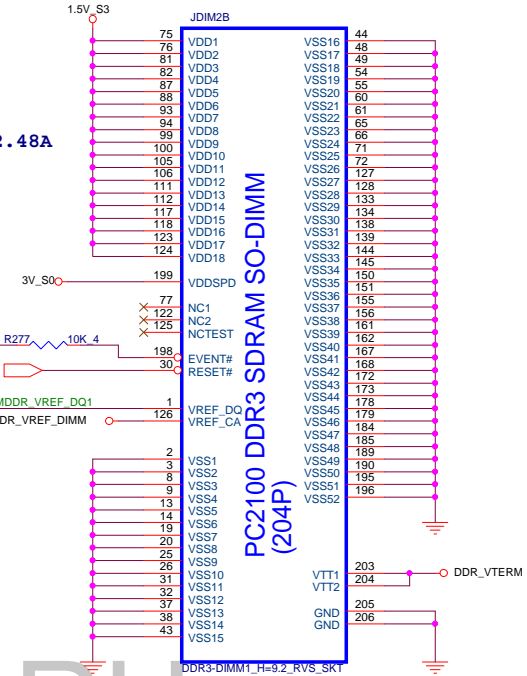 1.5V_S3
JDIM2B
75 VDD1 VSS16 44
76 VDD2 VSS17 48
81 VDD3 VSS18 49
82 VDD4 VSS19 54
87 VDD5 VSS20 55
88 VDD6 VSS21 60
93 VDD7 VSS22 61
94 VDD8 VSS23 65
99 VDD9 VSS24 66
100 VDD10 VSS25 71
105 VDD11 VSS26 72
106 VDD12 VSS27 127
111 VDD13 VSS28 128
112 VDD14 VSS29 133
117 VDD15 VSS30 134
118 VDD16 VSS31 138
123 VDD17 VSS32 139
124 VDD18 VSS33 144
VSS34 145
2.48A
3V_S0 199 VDDSPD VSS35 150
VSS36 151
77 NC1 VSS37 155
122 NC2 VSS38 156
125 NCTEST VSS39 161
VSS40 162
R277 10K_4
198 EVENT# VSS41 167
30 RESET# VSS42 168
VSS43 172
VSS44 173
MDDR_VREF_DQ1 1 VREF_DQ VSS45 178
DR_VREF_DIMM 126 VREF_CA VSS46 179
VSS47 184
VSS48 185
2 VSS1 VSS49 189
3 VSS2 VSS50 190
8 VSS3 VSS51 195
9 VSS4 VSS52 196
13 VSS5
14 VSS6
19 VSS7
20 VSS8
25 VSS9
26 VSS10 VTT1 203
31 VSS11 VTT2 204
DDR_VTERM
32 VSS12
37 VSS13 GND 205
38 VSS14 GND 206
43 VSS15
PC2100 DDR3 SDRAM SO-DIMM
(204P)
DDR3-DIMM1_H=9.2_RVS_SKT